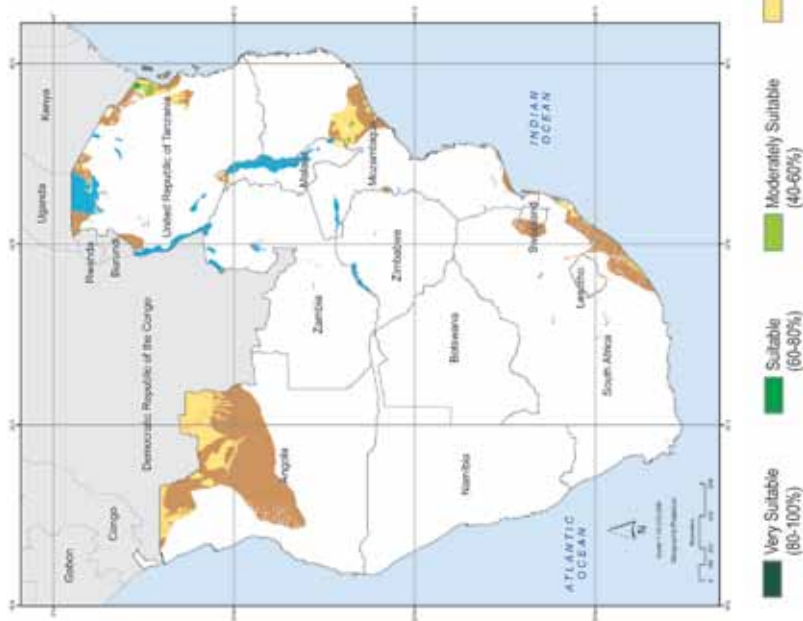 Uganda
Kenya
Rwanda
Burundi
United Republic of Tanzania
Gabon
Congo
Democratic Republic of the Congo
Angola
Zambia
Malawi
Mozambique
Zimbabwe
Botswana
Namibia
Swaziland
Lesotho
South Africa
ATLANTIC
OCEAN
INDIAN
OCEAN
N
Very Suitable
(80-100%)
Suitable
(60-80%)
Moderately Suitable
(40-60%)